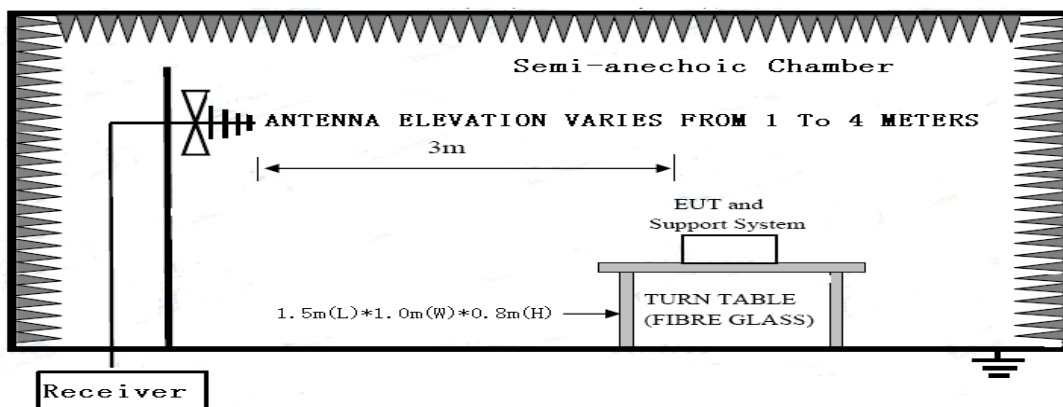 Semi-anechoic Chamber
ANTENNA ELEVATION VARIES FROM 1 To 4 METERS
3m
EUT and
Support System
1.5m(L)*1.0m(W)*0.8m(H)
TURN TABLE
(FIBRE GLASS)
Receiver